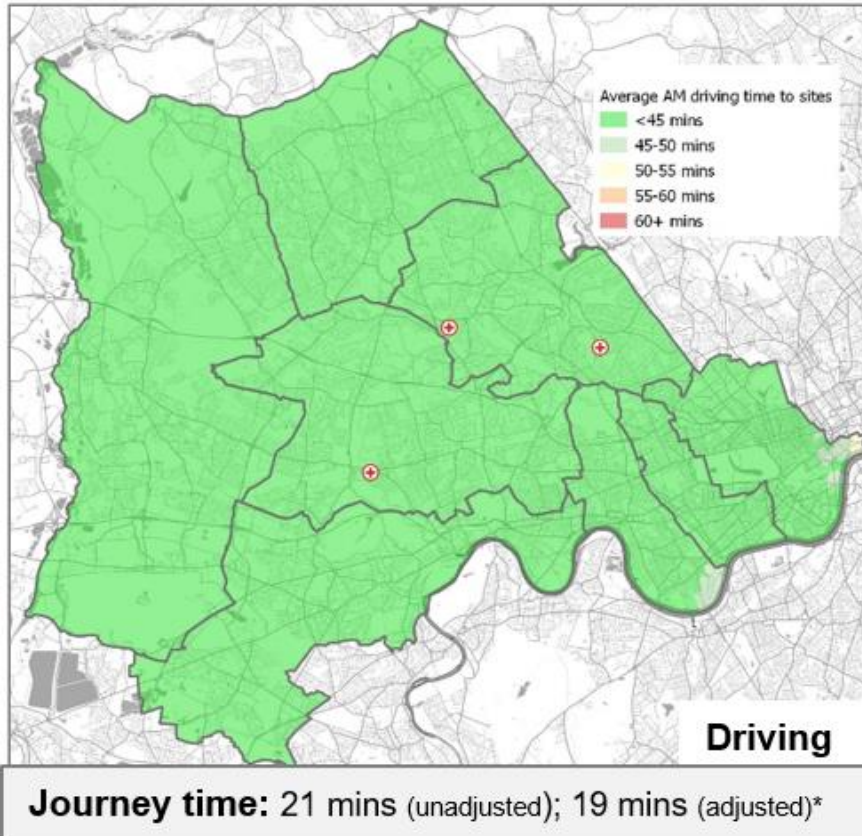 Average AM driving time to sites
<45 mins
45-50 mins
50-55 mins
55-60 mins
60+ mins
Driving
Journey time: 21 mins (unadjusted); 19 mins (adjusted)*